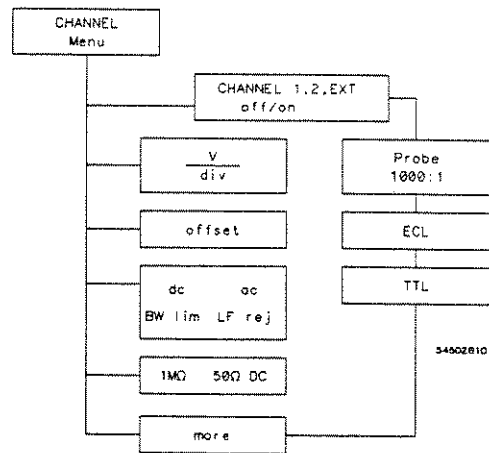 CHANNEL
Menu
CHANNEL 1,2,EXT
off/on
V
div
Probe
1000:1
offset
ECL
dc ac
BW lim LF rej
TTL
54502B10
1MΩ 50Ω DC
more